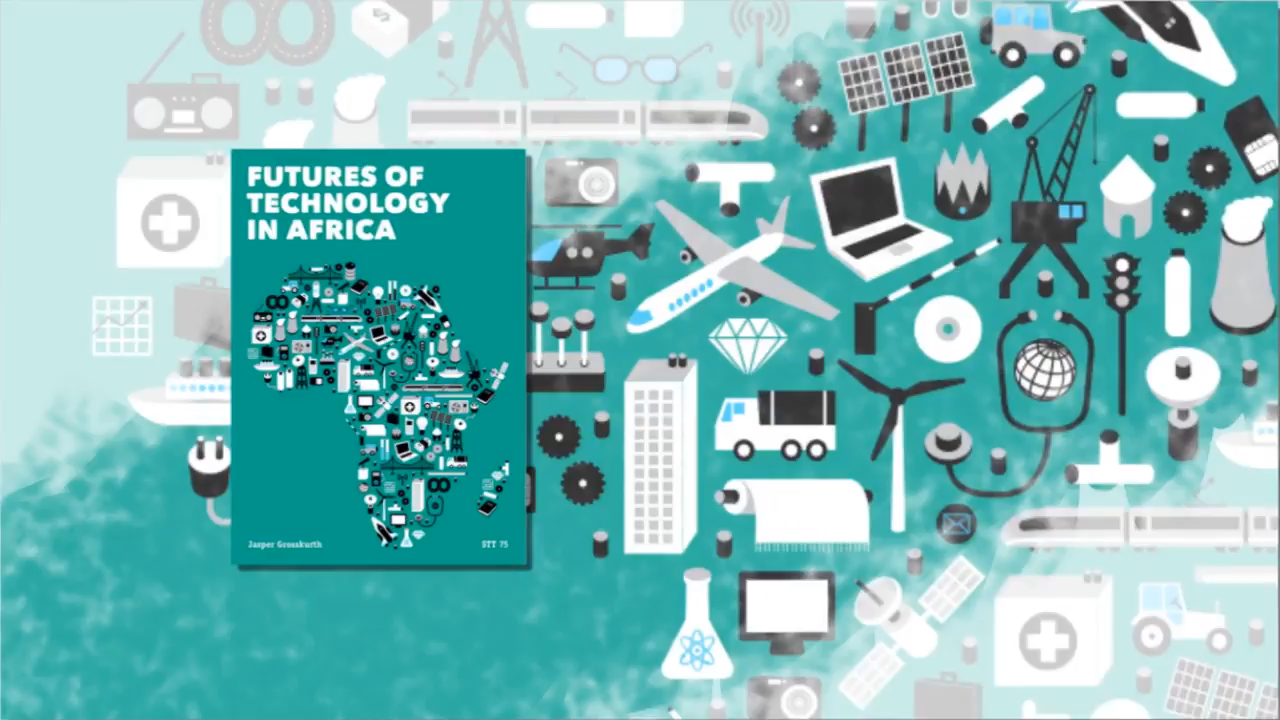 FUTURES OF
TECHNOLOGY
IN AFRICA
Jasper Grosskurth
STT 75